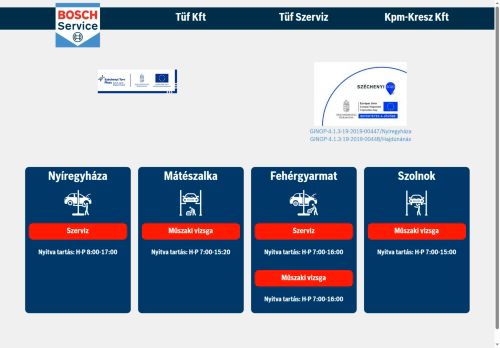 BOSCH
Service
Tüf Kft
Tüf Szerviz
Kpm-Kresz Kft
SZÉCHENYI 2020
GINOP-4.1.3-19-2019-00447/Nyíregyháza
GINOP-4.1.3-19-2019-00448/Hajdúnánás
Nyíregyháza
Szerviz
Nyitva tartás: H-P 8:00-17:00
Mátészalka
Műszaki vizsga
Nyitva tartás: H-P 7:00-15:20
Fehérgyarmat
Szerviz
Nyitva tartás: H-P 7:00-16:00
Műszaki vizsga
Nyitva tartás: H-P 7:00-16:00
Szolnok
Műszaki vizsga
Nyitva tartás: H-P 7:00-15:00